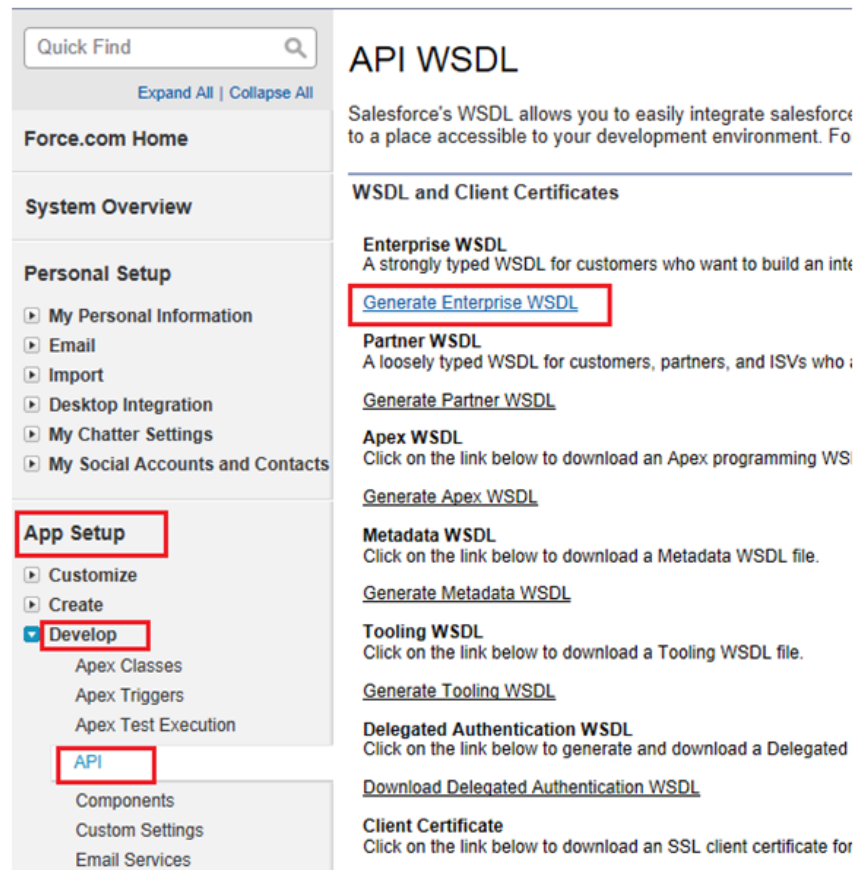 Quick Find
Expand All | Collapse All
Force.com Home
System Overview
Personal Setup
My Personal Information
Email
Import
Desktop Integration
My Chatter Settings
My Social Accounts and Contacts
App Setup
Customize
Create
Develop
Apex Classes
Apex Triggers
Apex Test Execution
API
Components
Custom Settings
Email Services
API WSDL
Salesforce's WSDL allows you to easily integrate salesforce
to a place accessible to your development environment. Fo
WSDL and Client Certificates
Enterprise WSDL
A strongly typed WSDL for customers who want to build an inte
Generate Enterprise WSDL
Partner WSDL
A loosely typed WSDL for customers, partners, and ISVs who
Generate Partner WSDL
Apex WSDL
Click on the link below to download an Apex programming WS
Generate Apex WSDL
Metadata WSDL
Click on the link below to download a Metadata WSDL file.
Generate Metadata WSDL
Tooling WSDL
Click on the link below to download a Tooling WSDL file.
Generate Tooling WSDL
Delegated Authentication WSDL
Click on the link below to generate and download a Delegated
Download Delegated Authentication WSDL
Client Certificate
Click on the link below to download an SSL client certificate for